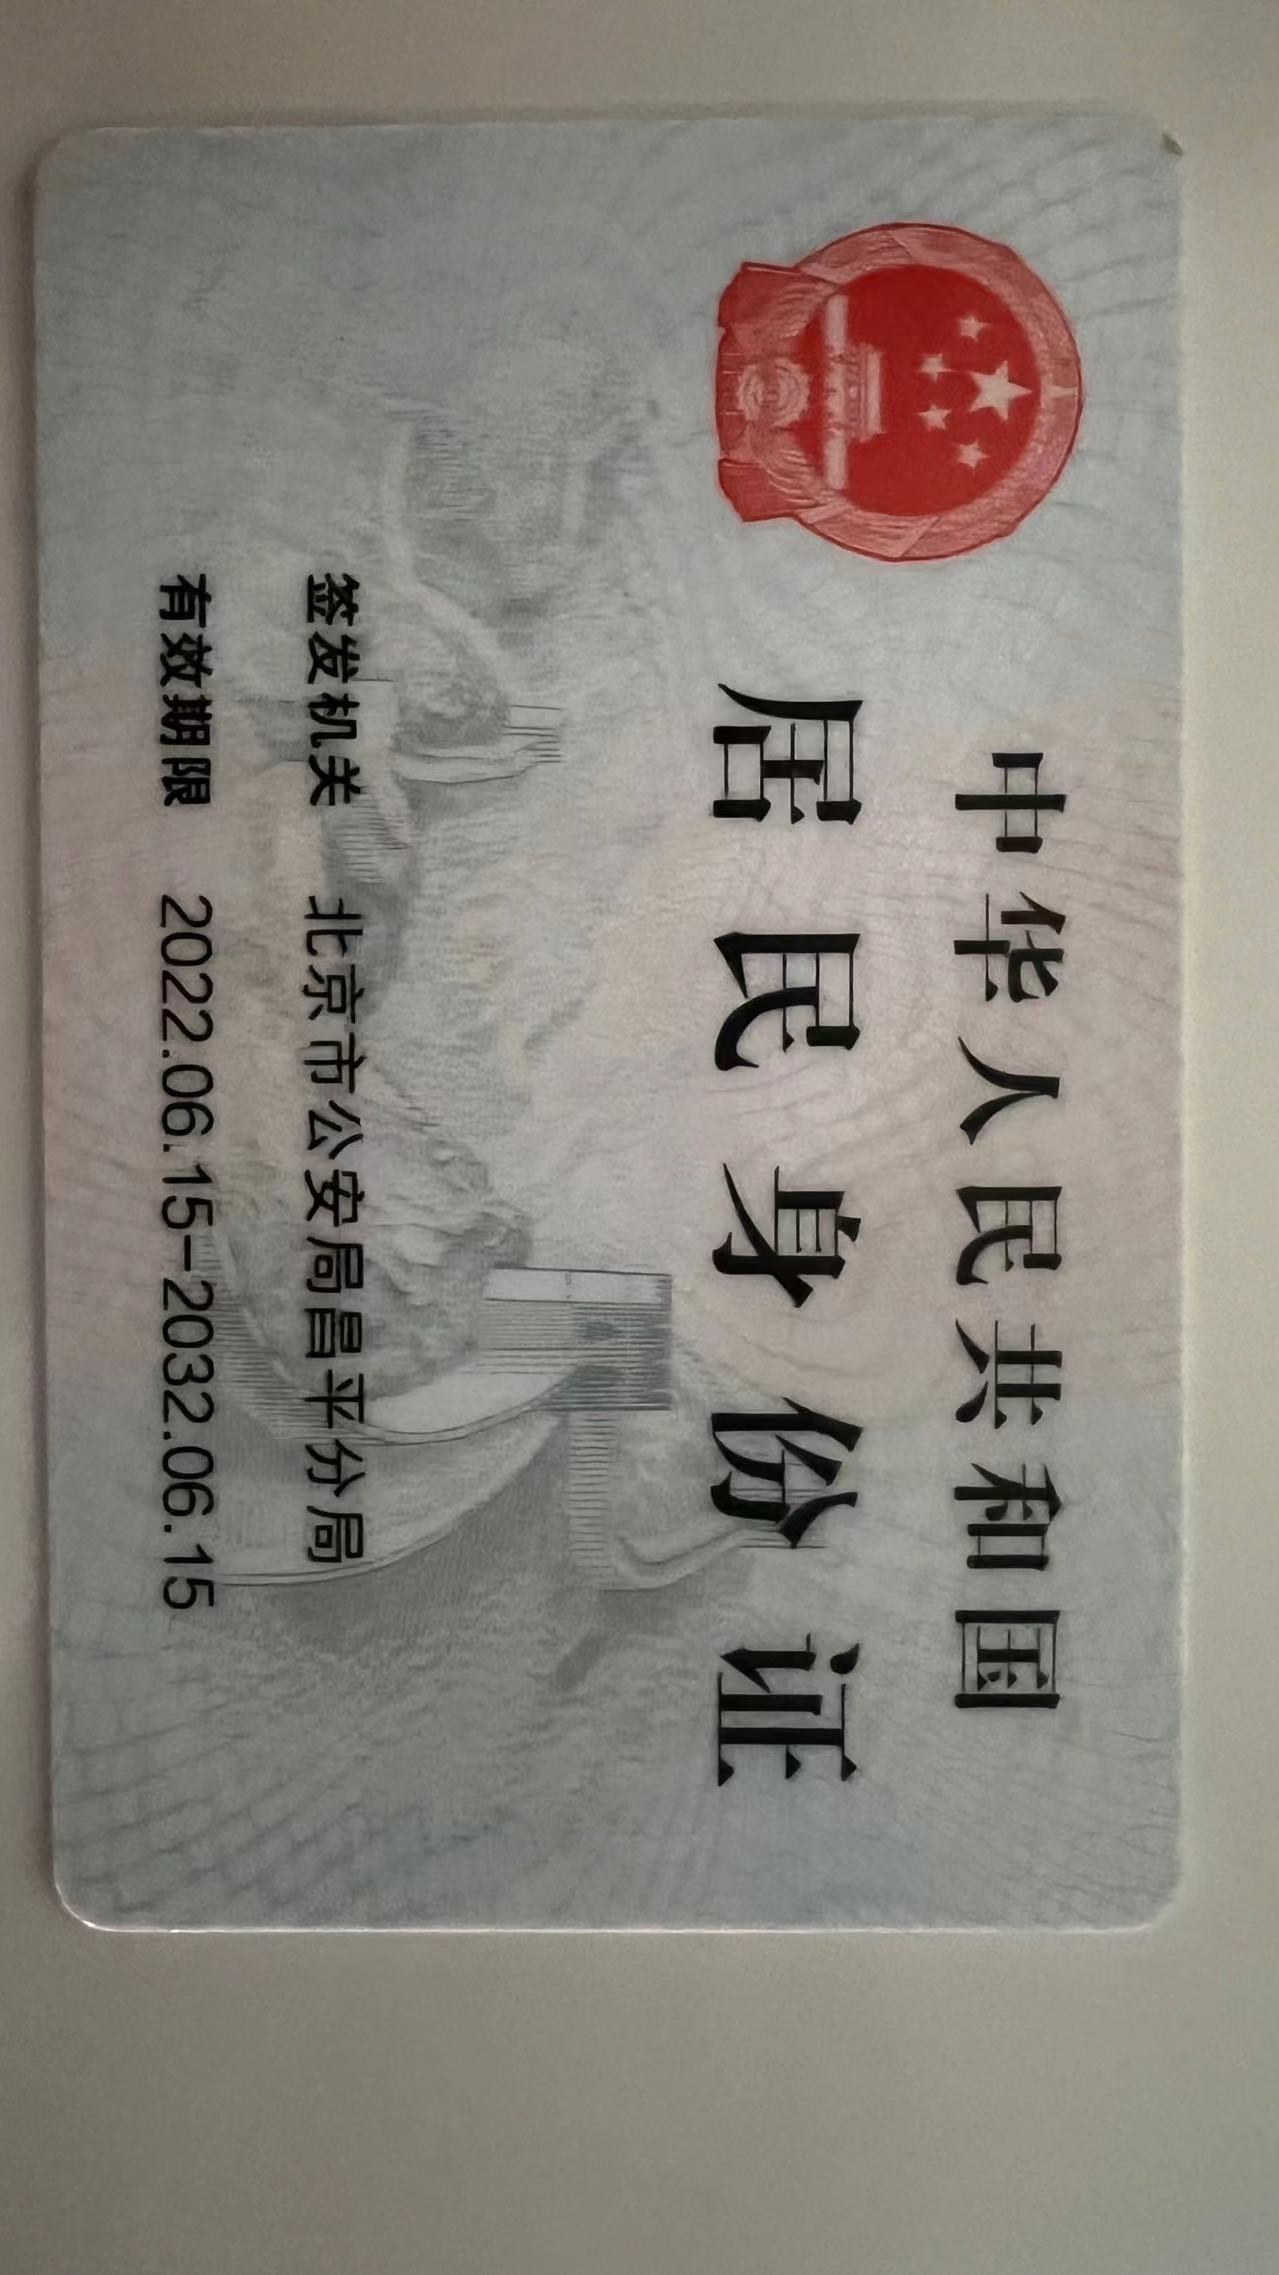 中华人民共和国
居民身份证
签发机关 北京市公安局昌平分局
有效期限 2022.06.15-2032.06.15